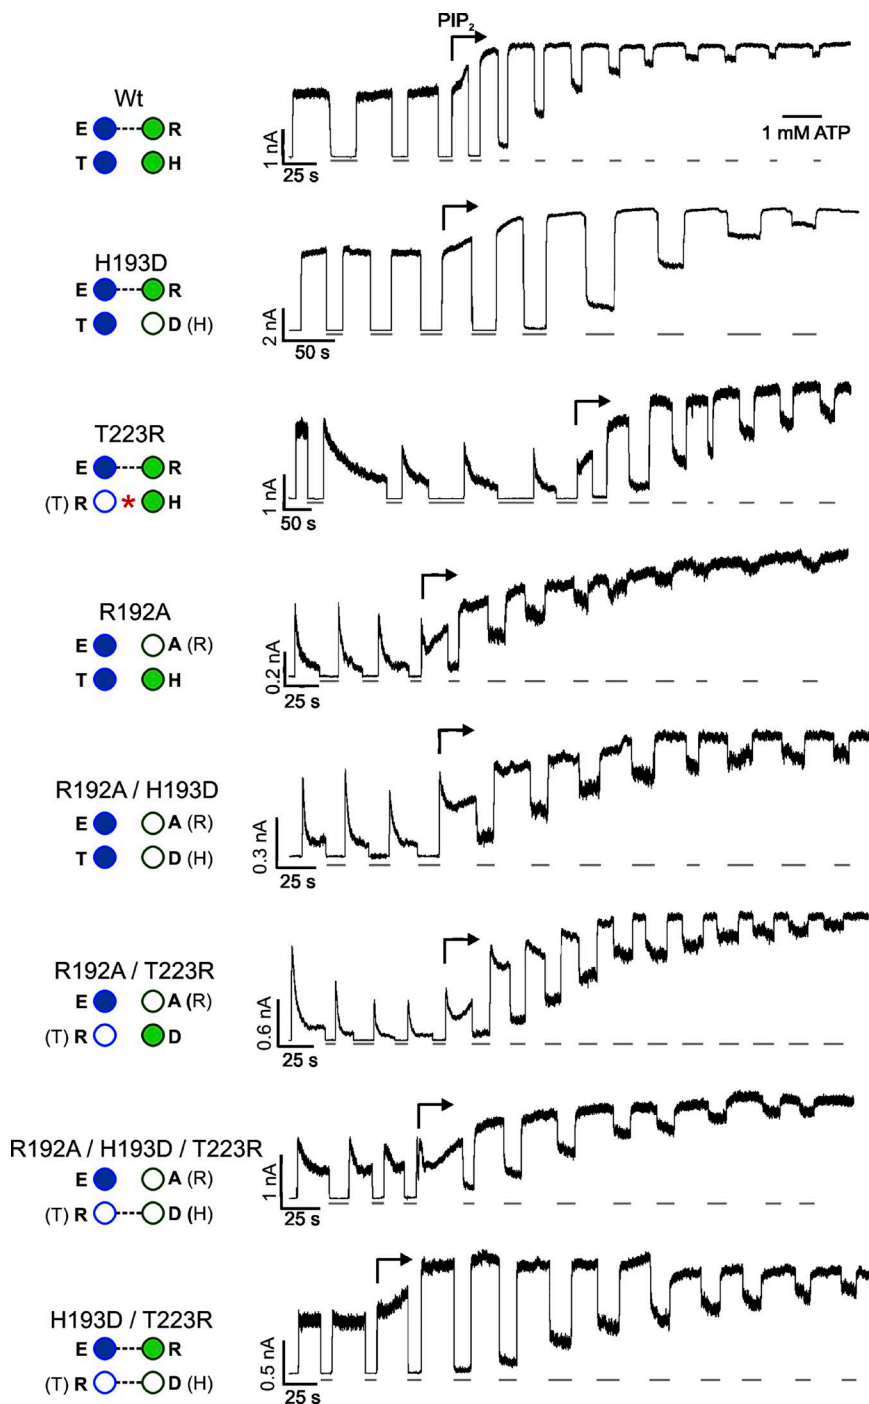 PIP2
Wt
E R
T H
1 nA
25 s
1 mM ATP
H193D
E R
T D (H)
2 nA
50 s
T223R
E R
(T) R * H
1 nA
50 s
R192A
E A (R)
T H
0.2 nA
25 s
R192A / H193D
E A (R)
T D (H)
0.3 nA
25 s
R192A / T223R
E A (R)
(T) R D
0.6 nA
25 s
R192A / H193D / T223R
E A (R)
(T) R D (H)
1 nA
25 s
H193D / T223R
E R
(T) R D (H)
0.5 nA
25 s